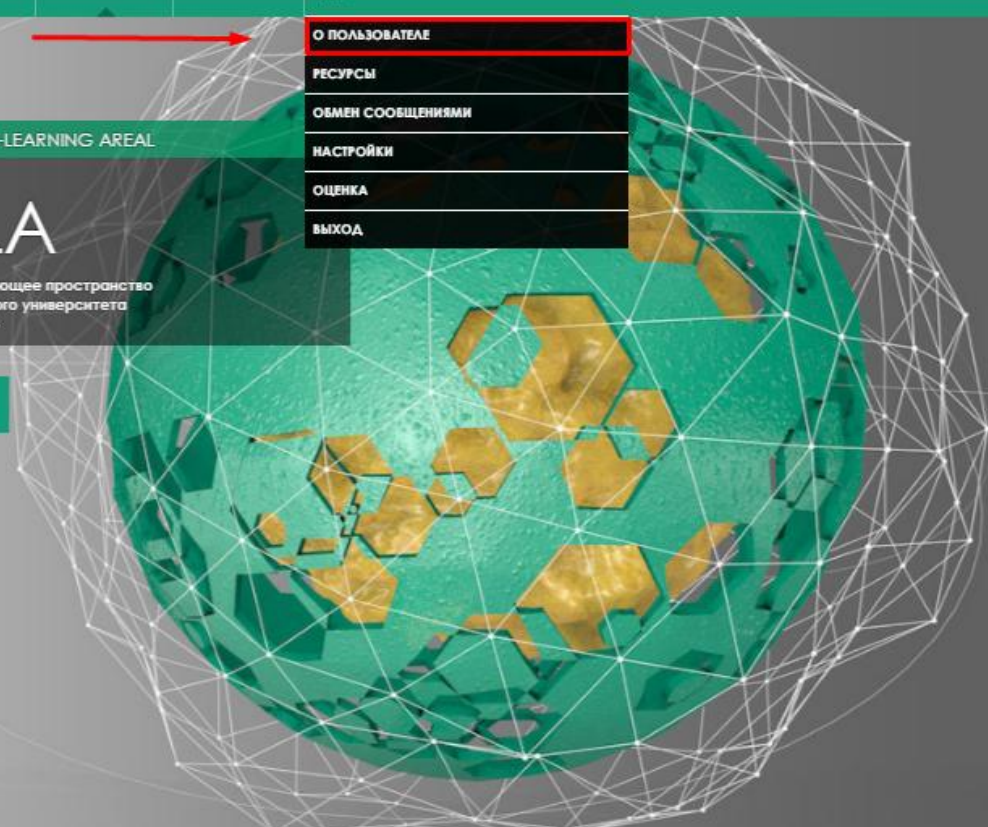 О ПОЛЬЗОВАТЕЛЕ
РЕСУРСЫ
ОБМЕН СООБЩЕНИЯМИ
НАСТРОЙКИ
ОЦЕНКА
ВЫХОД
-LEARNING AREAL
LA
ющее пространство
ого университета